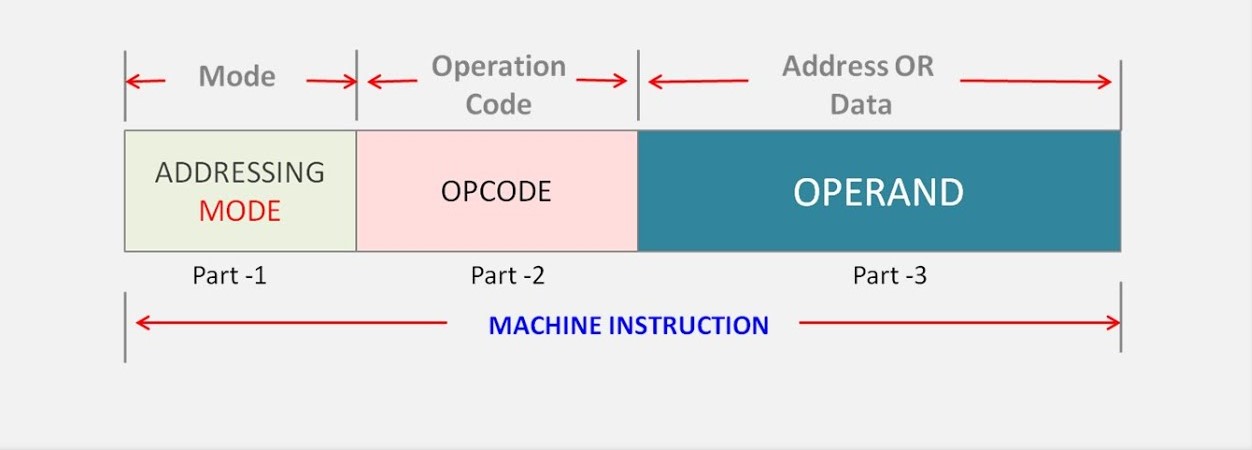 Mode
Operation
Code
Address OR
Data
ADDRESSING
MODE
OPCODE
OPERAND
Part -1
Part -2
Part -3
MACHINE INSTRUCTION